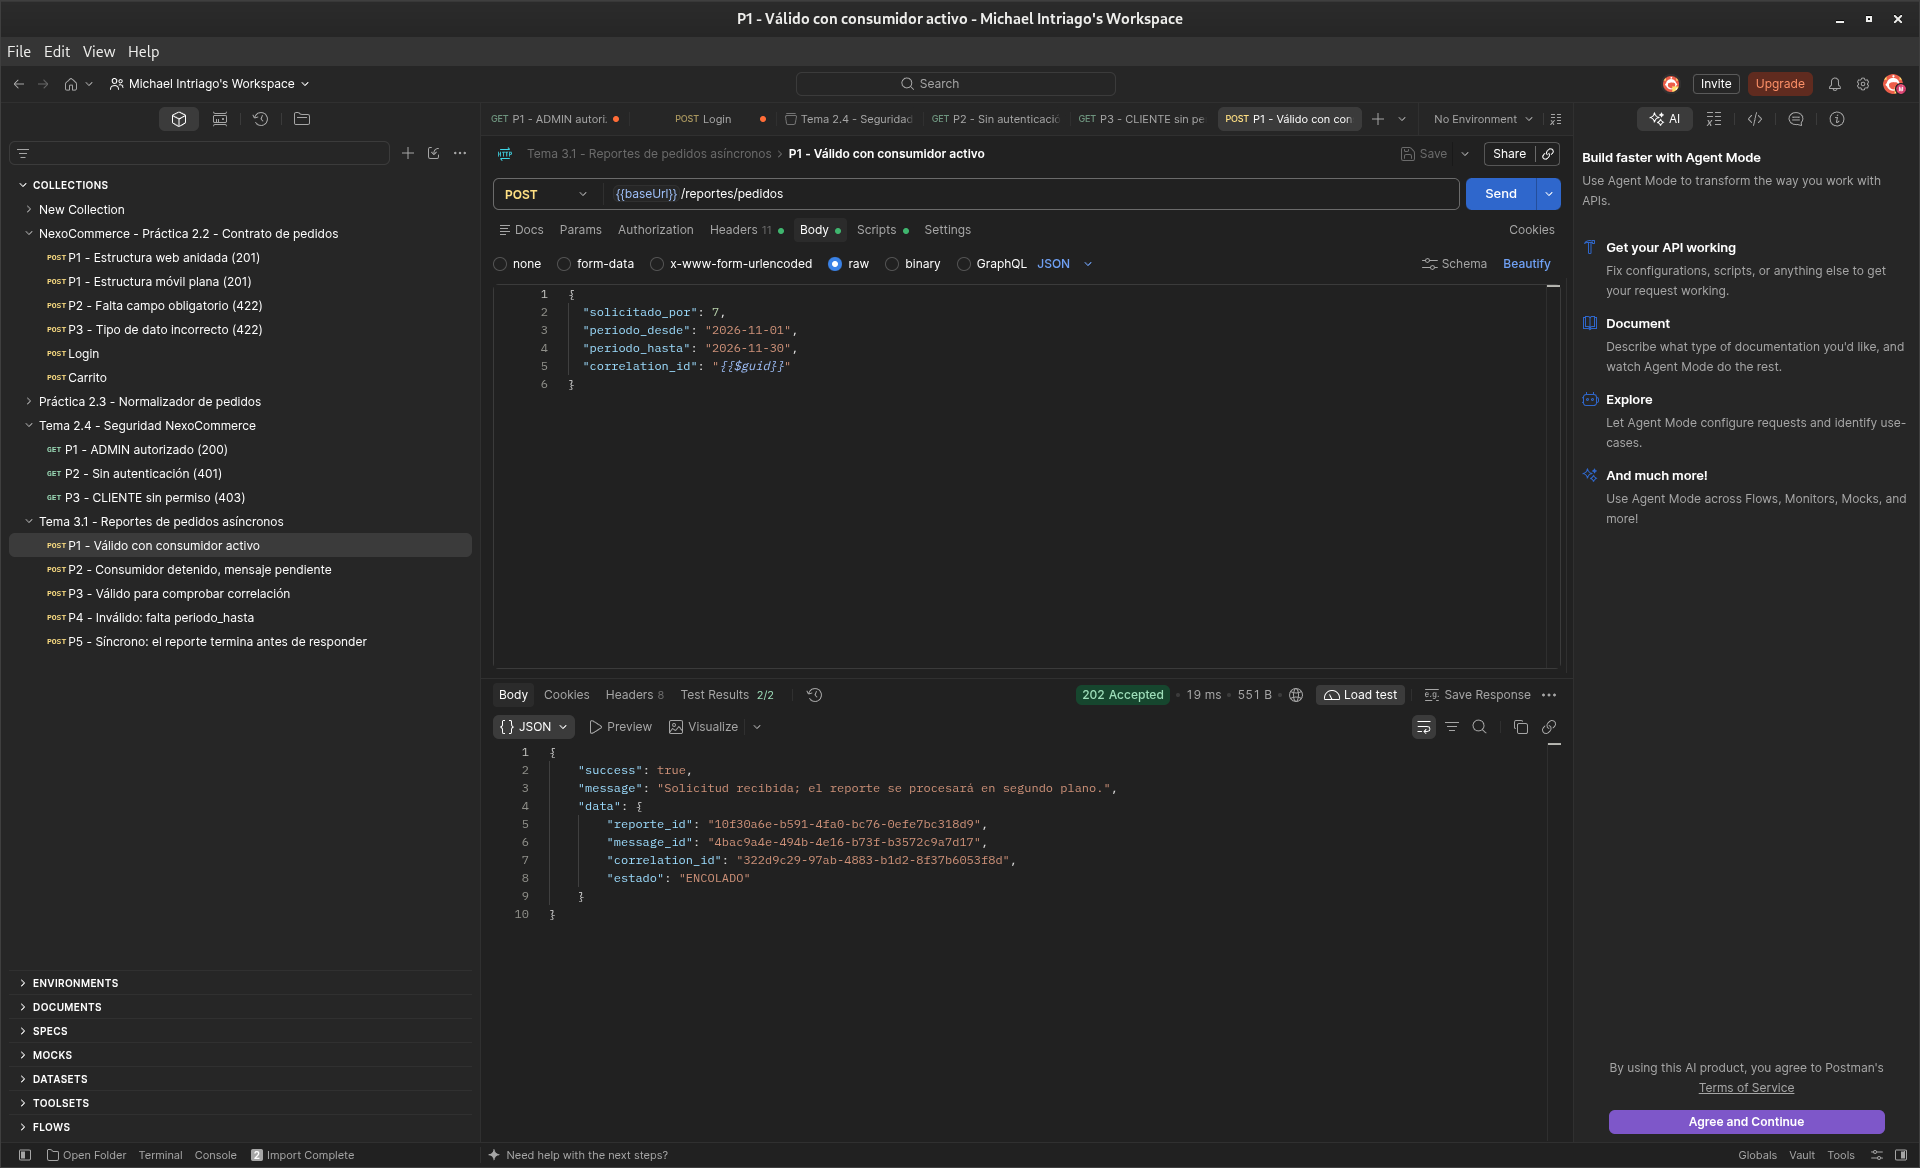 P1 - Válido con consumidor activo - Michael Intriago's Workspace
File Edit View Help
Michael Intriago's Workspace
Search
Invite
Upgrade
GET P1 - ADMIN autori.
POST Login
Tema 2.4 - Seguridad
GET P2 - Sin autenticació
GET P3 - CLIENTE sin pe
POST P1 - Válido con con
No Environment
AI
COLLECTIONS
New Collection
NexoCommerce - Práctica 2.2 - Contrato de pedidos
POST P1 - Estructura web anidada (201)
POST P1 - Estructura móvil plana (201)
POST P2 - Falta campo obligatorio (422)
POST P3 - Tipo de dato incorrecto (422)
POST Login
POST Carrito
Práctica 2.3 - Normalizador de pedidos
Tema 2.4 - Seguridad NexoCommerce
GET P1 - ADMIN autorizado (200)
GET P2 - Sin autenticación (401)
GET P3 - CLIENTE sin permiso (403)
Tema 3.1 - Reportes de pedidos asíncronos
POST P1 - Válido con consumidor activo
POST P2 - Consumidor detenido, mensaje pendiente
POST P3 - Válido para comprobar correlación
POST P4 - Inválido: falta periodo_hasta
POST P5 - Síncrono: el reporte termina antes de responder
ENVIRONMENTS
DOCUMENTS
SPECS
MOCKS
DATASETS
TOOLSETS
FLOWS
HTTP Tema 3.1 - Reportes de pedidos asíncronos > P1 - Válido con consumidor activo
Save
Share
POST {{baseUrl}} /reportes/pedidos
Send
Docs Params Authorization Headers 11 Body Scripts Settings Cookies
none form-data x-www-form-urlencoded raw binary GraphQL JSON Schema Beautify
1 {
2 "solicitado_por": 7,
3 "periodo_desde": "2026-11-01",
4 "periodo_hasta": "2026-11-30",
5 "correlation_id": "{{$guid}}"
6 }
Body Cookies Headers 8 Test Results 2/2 202 Accepted 19 ms 551 B Load test e.g. Save Response
{} JSON Preview Visualize
1 {
2 "success": true,
3 "message": "Solicitud recibida; el reporte se procesará en segundo plano.",
4 "data": {
5 "reporte_id": "10f30a6e-b591-4fa0-bc76-0efe7bc318d9",
6 "message_id": "4bac9a4e-494b-4e16-b73f-b3572c9a7d17",
7 "correlation_id": "322d9c29-97ab-4883-b1d2-8f37b6053f8d",
8 "estado": "ENCOLADO"
9 }
10 }
Build faster with Agent Mode
Use Agent Mode to transform the way you work with
APIs.
Get your API working
Fix configurations, scripts, or anything else to get
your request working.
Document
Describe what type of documentation you'd like, and
watch Agent Mode do the rest.
Explore
Let Agent Mode configure requests and identify use-
cases.
And much more!
Use Agent Mode across Flows, Monitors, Mocks, and
more!
By using this AI product, you agree to Postman's
Terms of Service
Agree and Continue
Open Folder Terminal Console 2 Import Complete
Need help with the next steps?
Globals Vault Tools